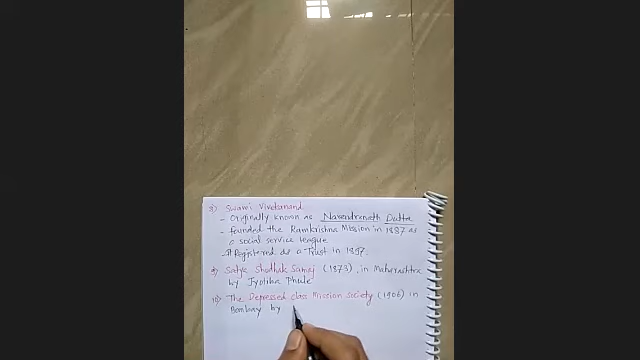 8) Swami Vivekanand
- Originally known as Narendranath Dutta
- founded the Ramkrishna Mission in 1887 as
a social service league
- It Registered as a Trust in 1897.
9) Satya Shodhak Samaj (1873), in Maharashtra
by Jyotiba Phule
10) The Depressed class Mission Society (1906) in
Bombay by